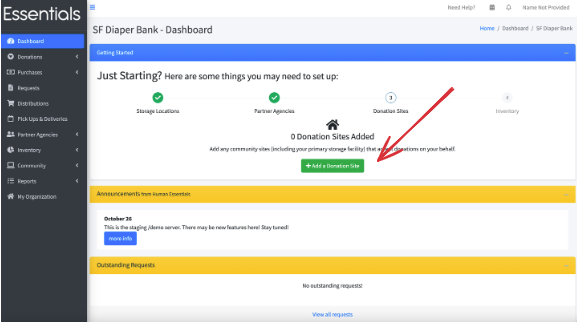 Essentials
Need Help?
Name Not Provided
SF Diaper Bank - Dashboard
Home / Dashboard / SF Diaper Bank
Dashboard
Donations
Purchases
Requests
Distributions
Pick Ups & Deliveries
Partner Agencies
Inventory
Community
Reports
My Organization
Getting Started
Just Starting? Here are some things you may need to set up:
3
4
Storage Locations
Partner Agencies
Donation Sites
Inventory
0 Donation Sites Added
Add any community sites (including your primary storage facility) that donations on your behalf.
+ Add a Donation Site
Announcements from Human Essentials
October 26
This is the staging /demo server. There may be new features here! Stay tuned!
more info
Outstanding Requests
No outstanding requests!
View all requests